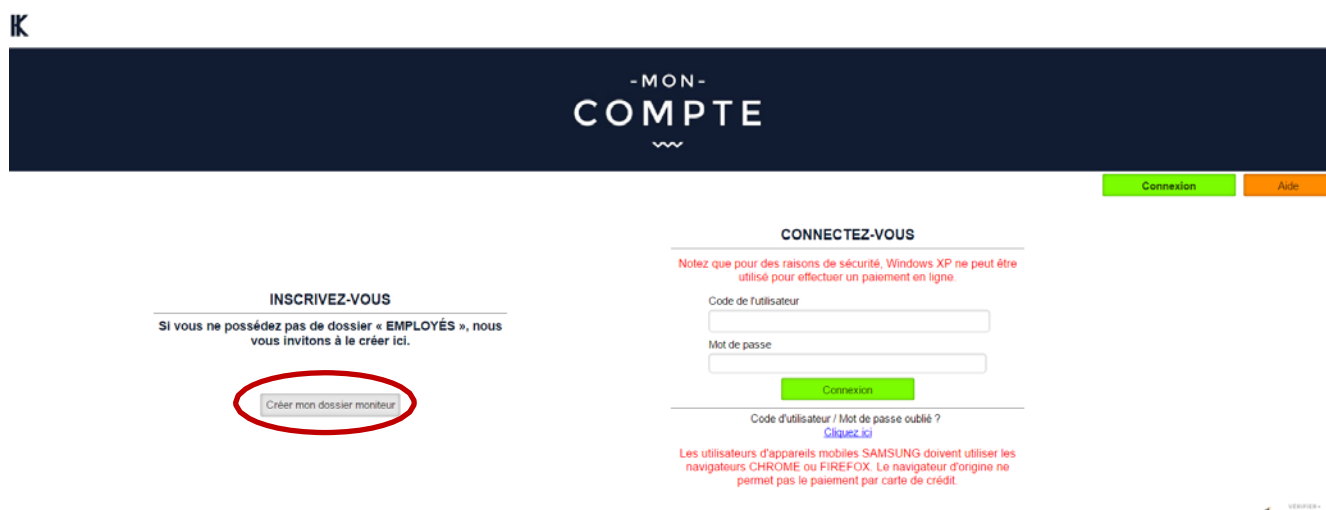 K
-MON-
COMPTE
Connexion
Aide
INSCRIVEZ-VOUS
Si vous ne possédez pas de dossier « EMPLOYÉS », nous
vous invitons à le créer ici.
Créer mon dossier moniteur
CONNECTEZ-VOUS
Notez que pour des raisons de sécurité, Windows XP ne peut être
utilisé pour effectuer un paiement en ligne.
Code de l'utilisateur
Mot de passe
Connexion
Code d'utilisateur / Mot de passe oublié ?
Cliquez ici
Les utilisateurs d'appareils mobiles SAMSUNG doivent utiliser les
navigateurs CHROME ou FIREFOX. Le navigateur d'origine ne
permet pas le paiement par carte de crédit.